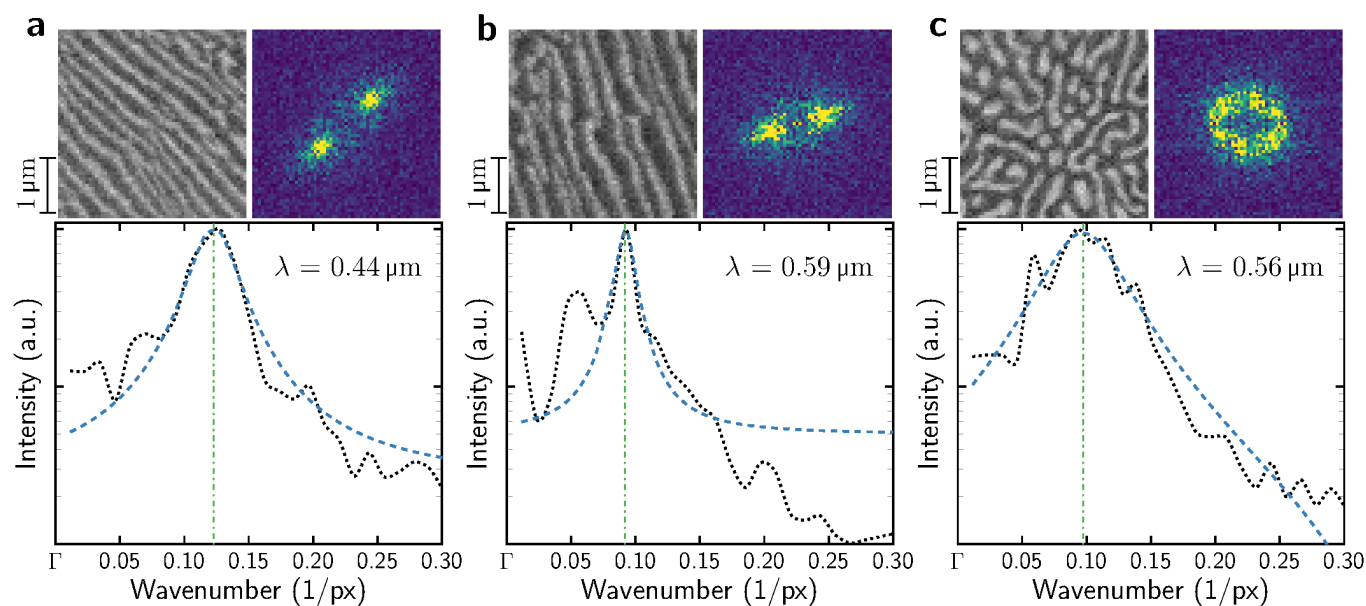 a
b
c
1 μm
1 μm
1 μm
λ = 0.44 μm
λ = 0.59 μm
λ = 0.56 μm
Intensity (a.u.)
Intensity (a.u.)
Intensity (a.u.)
Γ 0.05 0.10 0.15 0.20 0.25 0.30
Γ 0.05 0.10 0.15 0.20 0.25 0.30
Γ 0.05 0.10 0.15 0.20 0.25 0.30
Wavenumber (1/px)
Wavenumber (1/px)
Wavenumber (1/px)